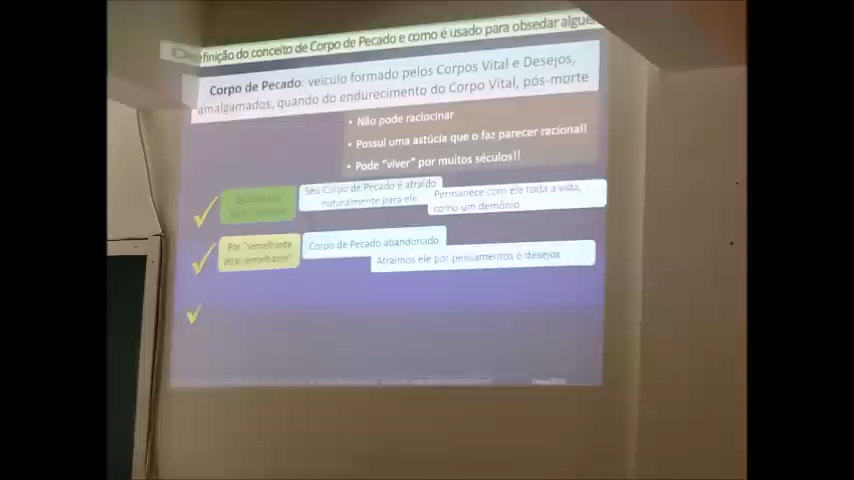 efinição do conceito de Corpo de Pecado e como é usado para obsedar algué
Corpo de Pecado: veículo formado pelos Corpos Vital e Desejos,
amalgamados, quando do endurecimento do Corpo Vital, pós-morte
• Não pode raciocinar
• Possui uma astúcia que o faz parecer racional!
• Pode "viver" por muitos séculos!!
Seu Corpo de Pecado é atraído
naturalmente para ele
Permanece com ele toda a vida,
como um demônio
Por "semelhante
atrai semelhante"
Corpo de Pecado abandonado
Atraímos ele por pensamentos e desejos